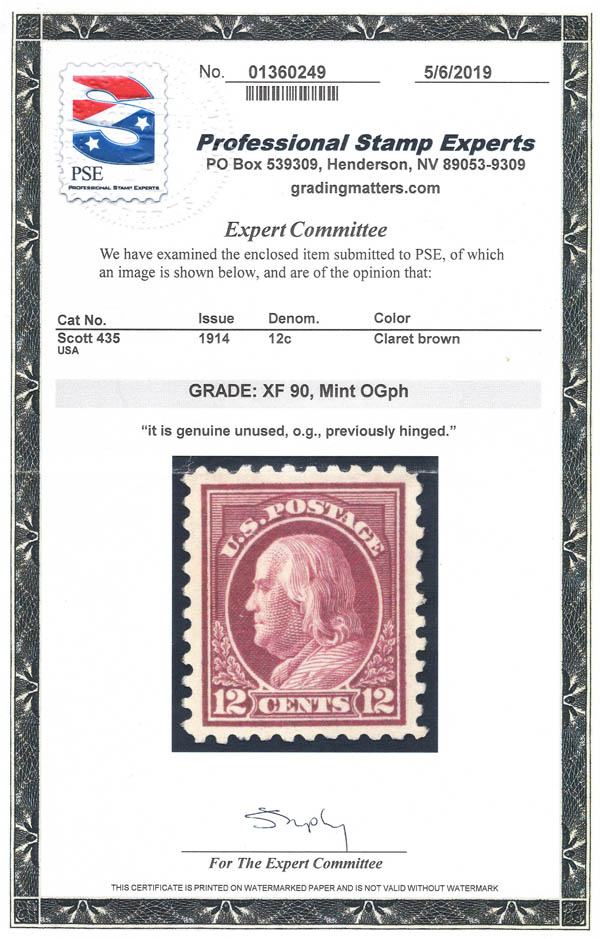 No. 01360249 5/6/2019
PSE
PROFESSIONAL STAMP EXPERTS
Professional Stamp Experts
PO Box 539309, Henderson, NV 89053-9309
gradingmatters.com
Expert Committee
We have examined the enclosed item submitted to PSE, of which
an image is shown below, and are of the opinion that:
Cat No. Issue Denom. Color
Scott 435 1914 12c Claret brown
USA
GRADE: XF 90, Mint OGph
“it is genuine unused, o.g., previously hinged.”
U.S. POSTAGE
12 CENTS 12
For The Expert Committee
THIS CERTIFICATE IS PRINTED ON WATERMARKED PAPER AND IS NOT VALID WITHOUT WATERMARK